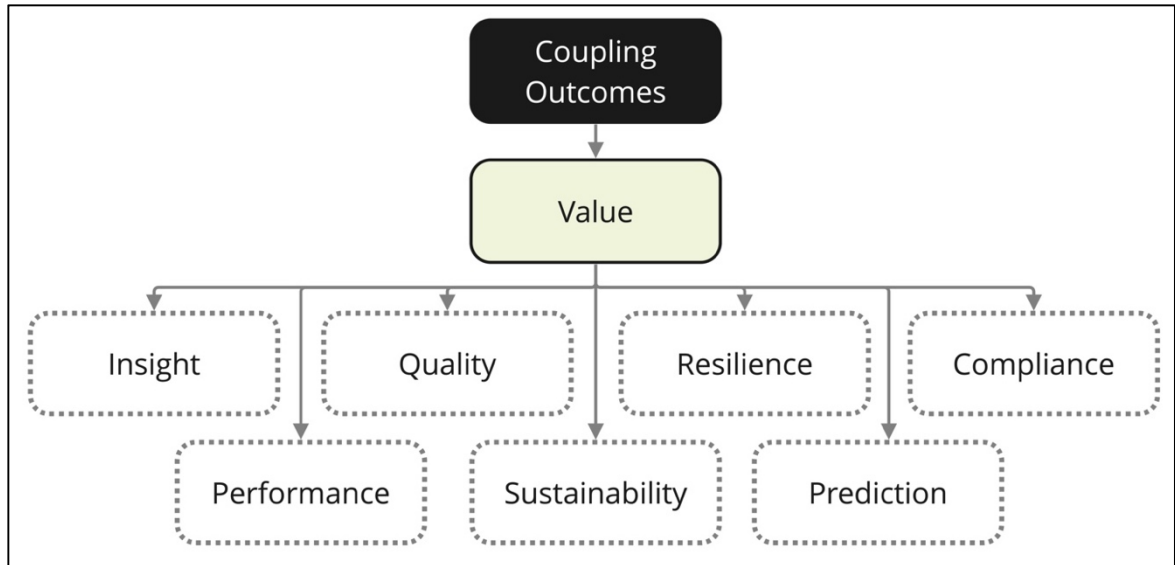 Coupling
Outcomes
Value
Insight
Quality
Resilience
Compliance
Performance
Sustainability
Prediction